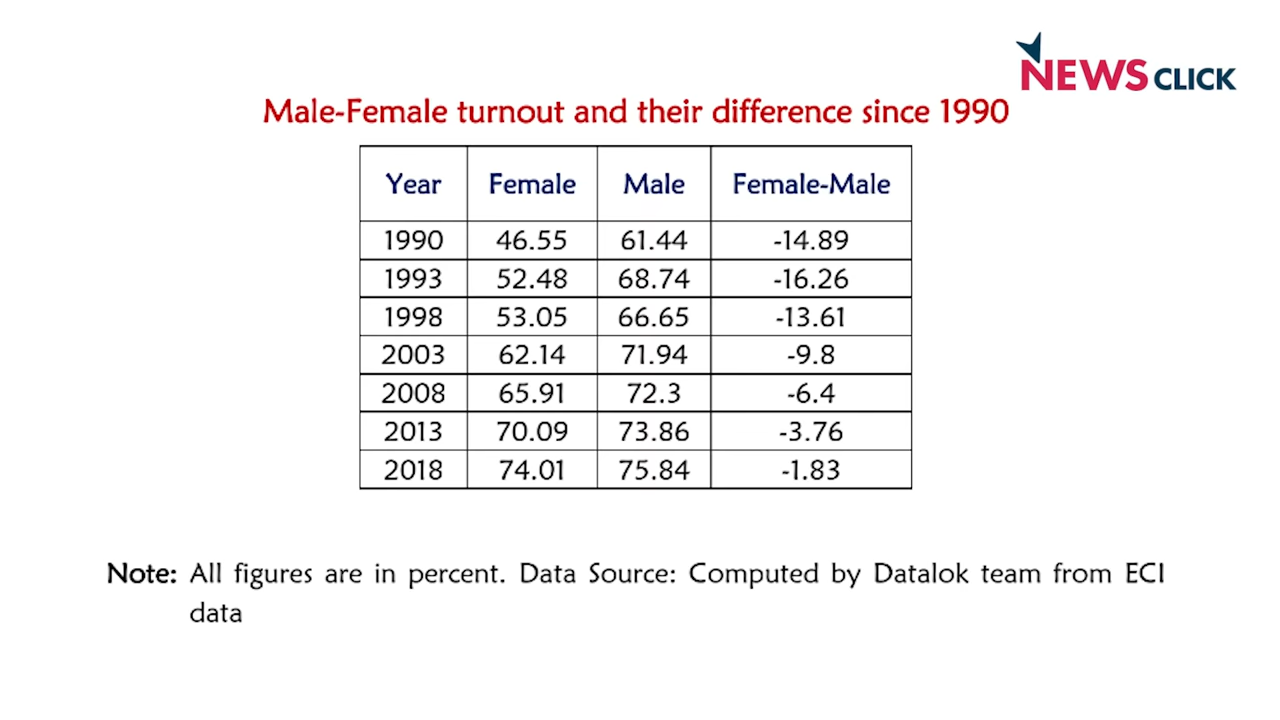 NEWS CLICK
Male-Female turnout and their difference since 1990
Year Female Male Female-Male
1990 46.55 61.44 -14.89
1993 52.48 68.74 -16.26
1998 53.05 66.65 -13.61
2003 62.14 71.94 -9.8
2008 65.91 72.3 -6.4
2013 70.09 73.86 -3.76
2018 74.01 75.84 -1.83
Note: All figures are in percent. Data Source: Computed by Datalok team from ECI
data